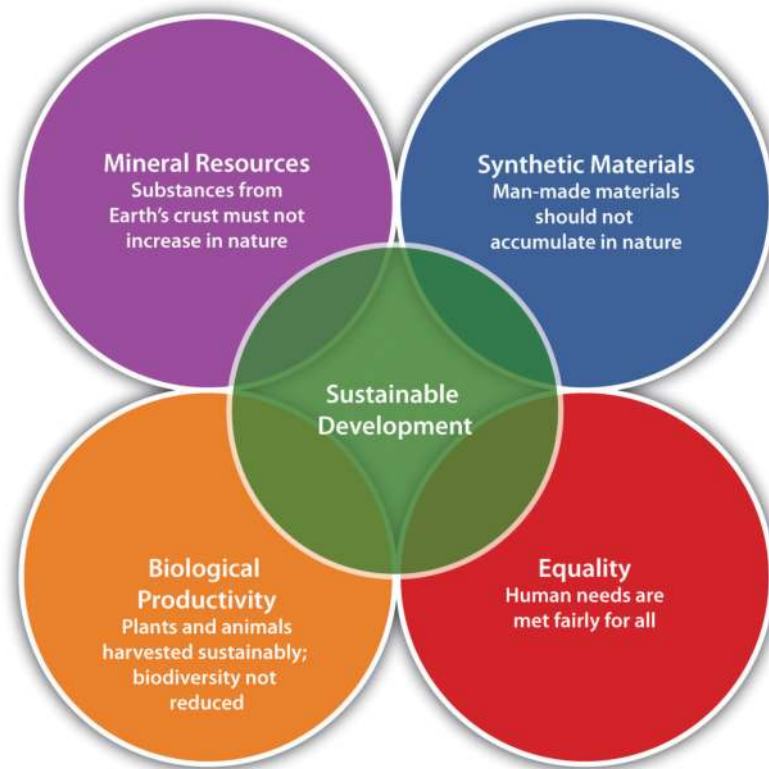 Mineral Resources
Substances from
Earth's crust must not
increase in nature
Synthetic Materials
Man-made materials
should not
accumulate in nature
Sustainable
Development
Biological
Productivity
Plants and animals
harvested sustainably;
biodiversity not
reduced
Equality
Human needs are
met fairly for all